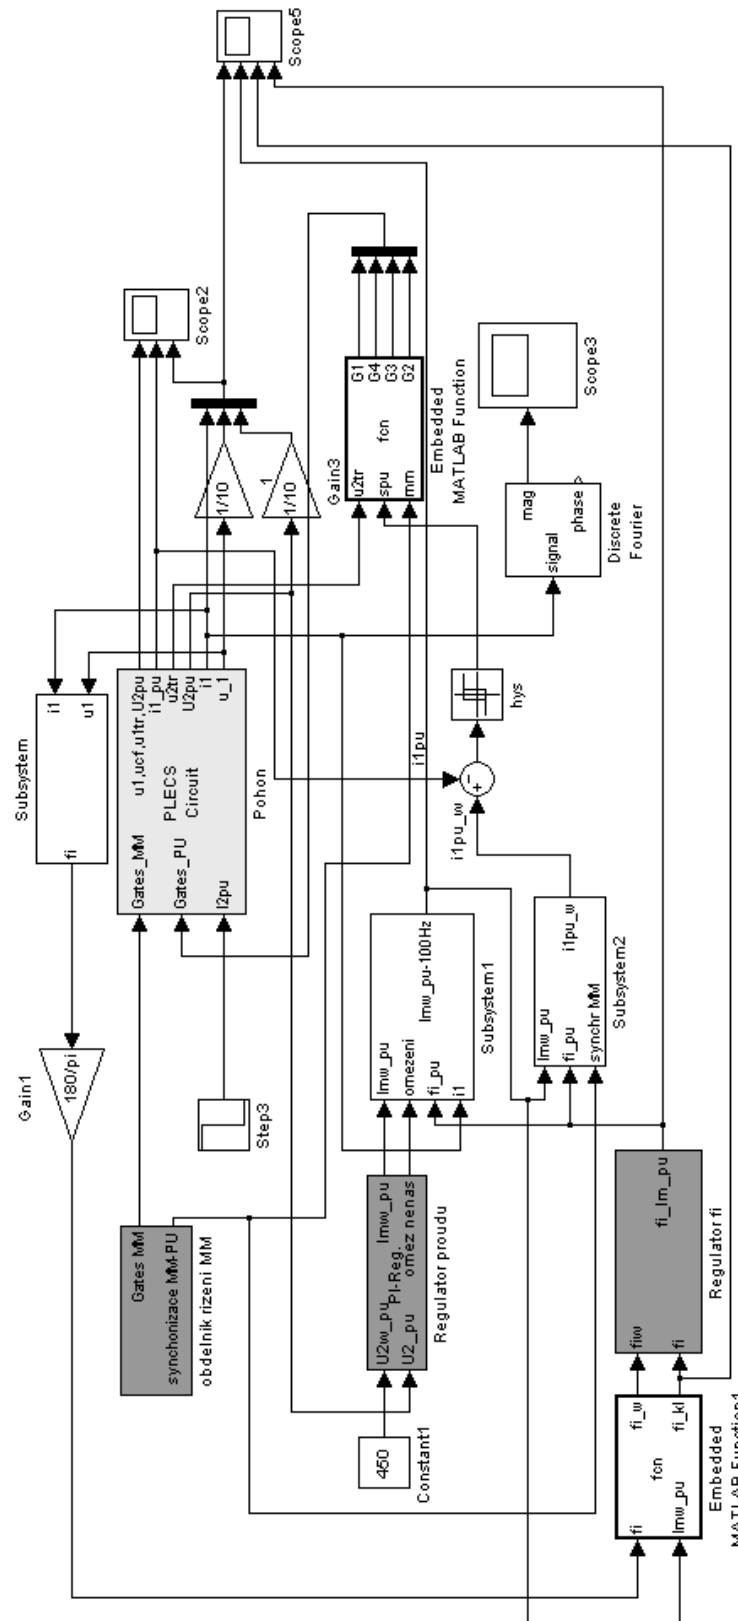 Scope5
Scope2
Subsystem
i1
u1
fi
u1,ucf,u1tr,U2pu
i1_pu
u2tr
U2pu
i1
u_1
PLECS
Circuit
Gates_MM
Gates_PU
I2pu
Pohon
Gain1
180/pi
Step3
Gates MM
synchonizace MM-PU
obdelnik rizeni MM
1/10
1
1/10
Gain3
u2tr
spu
mm
fcn
G1
G4
G3
G2
Embedded
MATLAB Function
Scope3
mag
phase
signal
Discrete
Fourier
hys
i1pu
i1pu_w
Imw_pu
omezeni
fi_pu
i1
Imw_pu-100Hz
Subsystem1
Imw_pu
fi_pu
synchr MM
i1pu_w
Subsystem2
U2w_pu
U2_pu
PI-Reg.
Imw_pu
omez nenas
Regulator proudu
450
Constant1
fiw
fi
fi_Im_pu
Regulator fi
fi
Imw_pu
fcn
fi_w
fi_kl
Embedded
MATLAB Function1